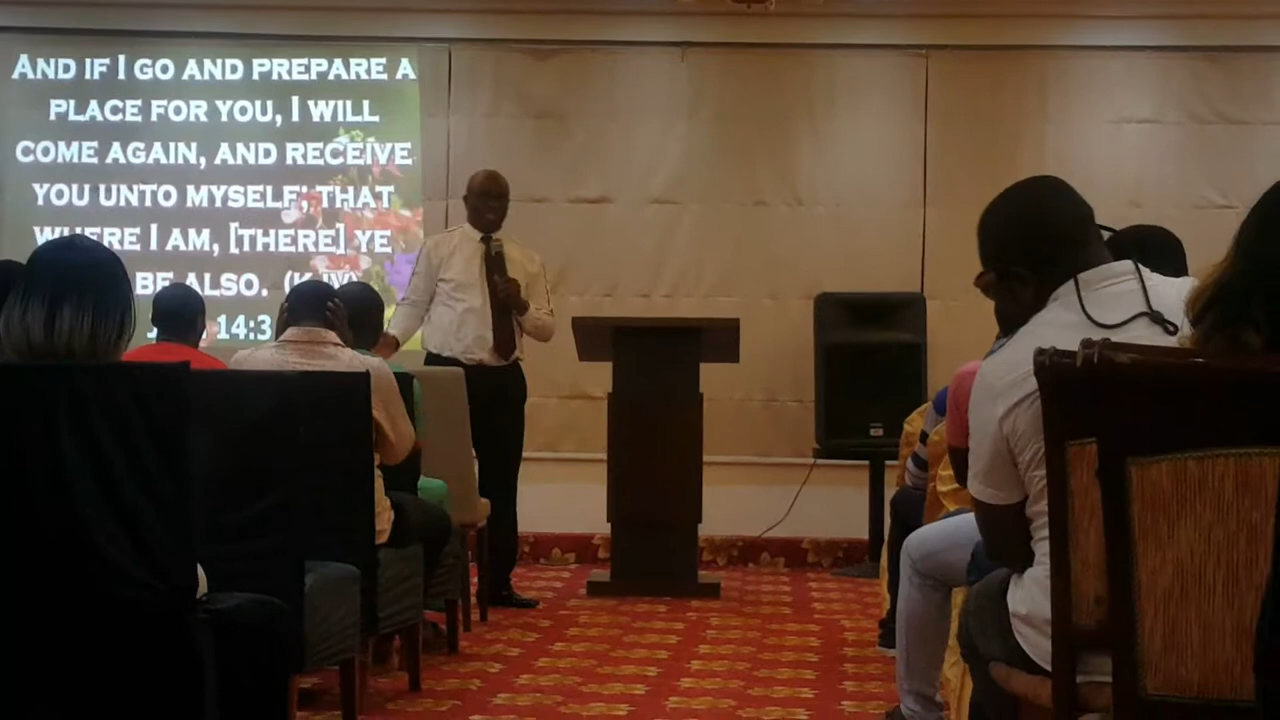 AND IF I GO AND PREPARE A
PLACE FOR YOU, I WILL
COME AGAIN, AND RECEIVE
YOU UNTO MYSELF; THAT
WHERE I AM, [THERE] YE
BE ALSO. (KJV)
14:3